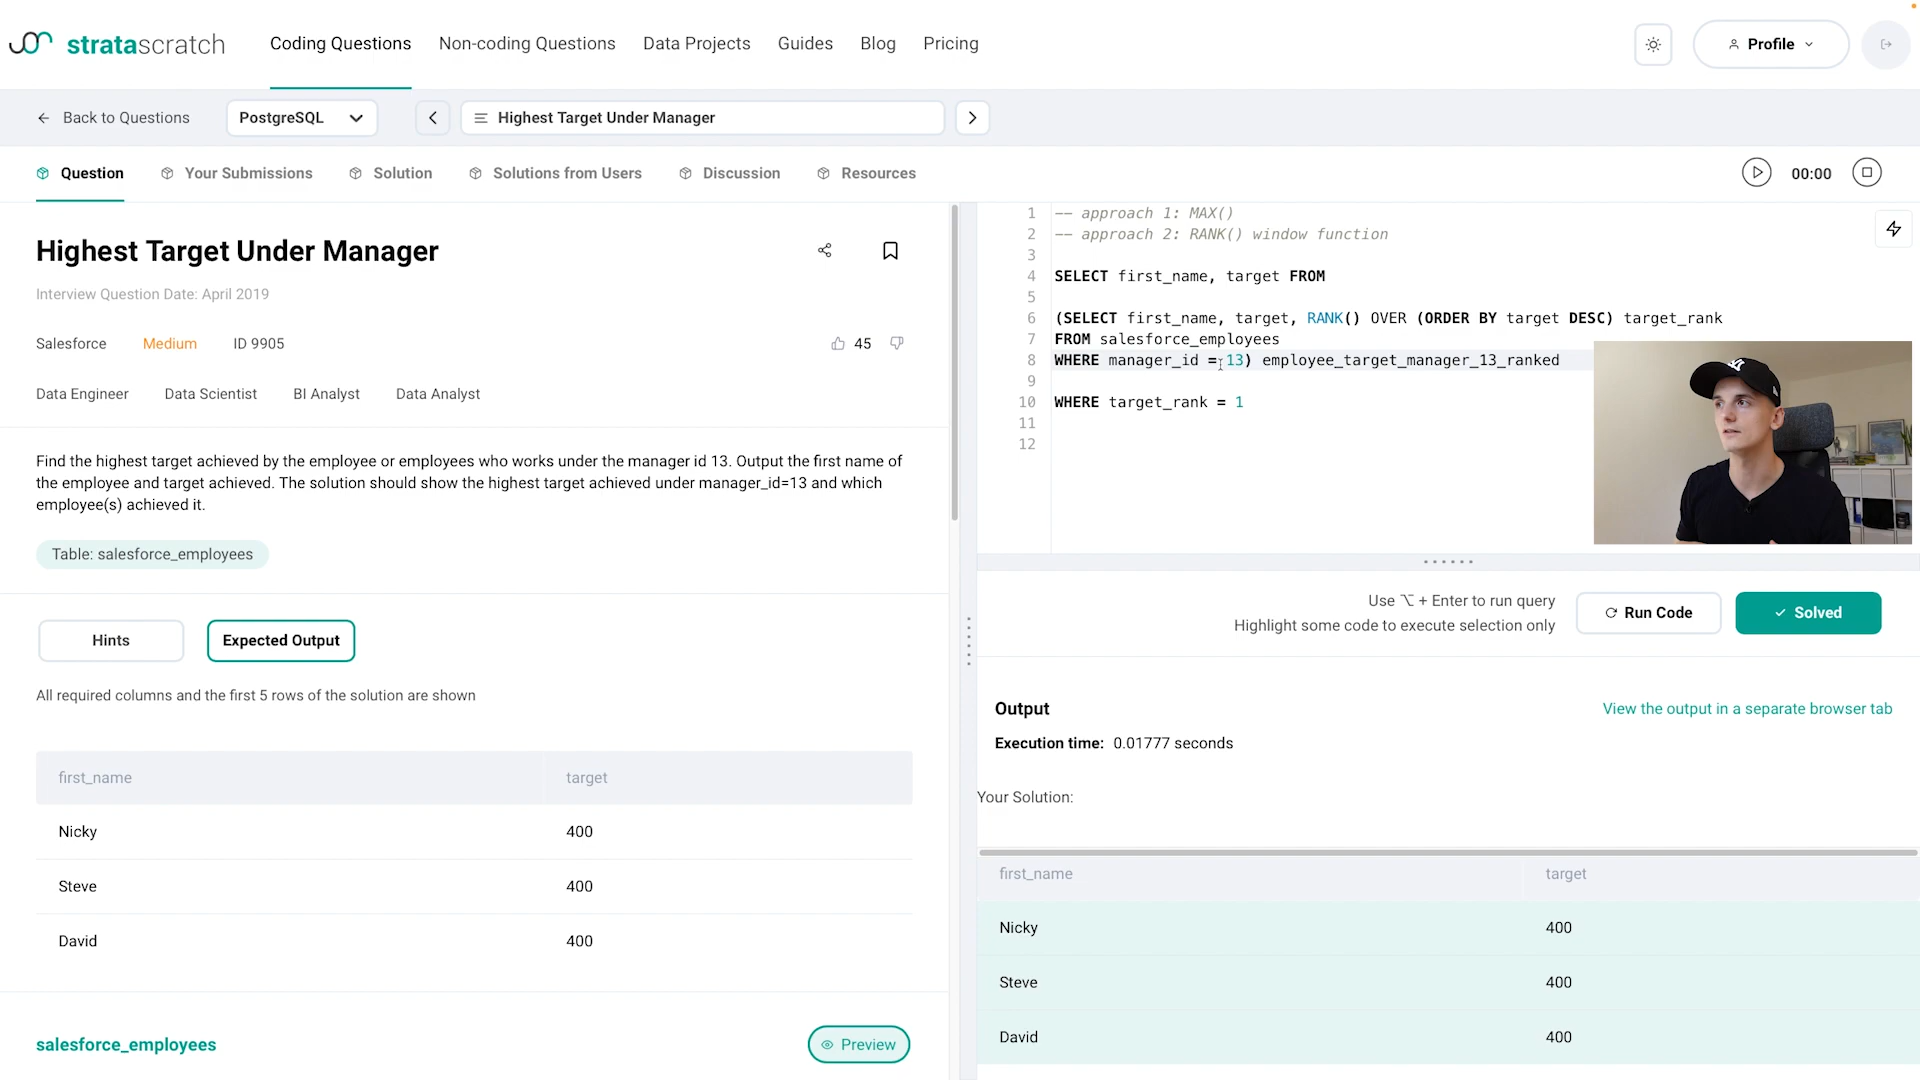 stratascratch
Coding Questions
Non-coding Questions
Data Projects
Guides
Blog
Pricing
Profile
Back to Questions
PostgreSQL
Highest Target Under Manager
Question
Your Submissions
Solution
Solutions from Users
Discussion
Resources
00:00
Highest Target Under Manager
Interview Question Date: April 2019
Salesforce
Medium
ID 9905
45
Data Engineer
Data Scientist
BI Analyst
Data Analyst
Find the highest target achieved by the employee or employees who works under the manager id 13. Output the first name of
the employee and target achieved. The solution should show the highest target achieved under manager_id=13 and which
employee(s) achieved it.
Table: salesforce_employees
Hints
Expected Output
All required columns and the first 5 rows of the solution are shown
first_name target
Nicky 400
Steve 400
David 400
salesforce_employees
Preview
1 -- approach 1: MAX()
2 -- approach 2: RANK() window function
3
4 SELECT first_name, target FROM
5
6 (SELECT first_name, target, RANK() OVER (ORDER BY target DESC) target_rank
7 FROM salesforce_employees
8 WHERE manager_id = 13) employee_target_manager_13_ranked
9
10 WHERE target_rank = 1
11
12
Use ⌥ + Enter to run query
Highlight some code to execute selection only
Run Code
Solved
Output
View the output in a separate browser tab
Execution time: 0.01777 seconds
Your Solution:
first_name target
Nicky 400
Steve 400
David 400